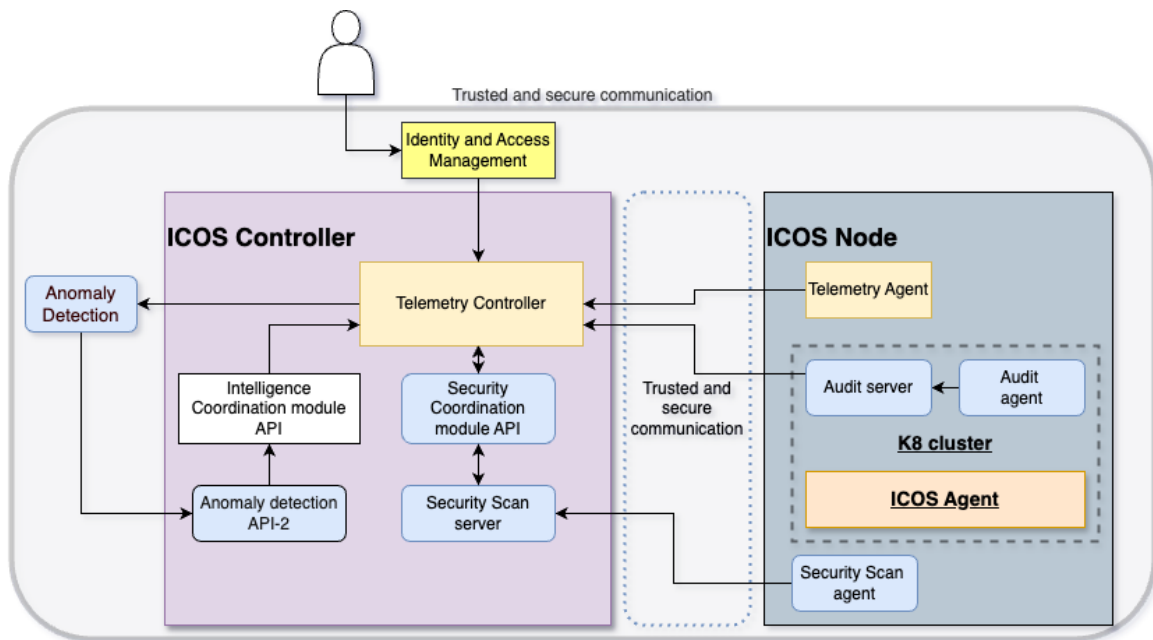 Trusted and secure communication
Identity and Access
Management
ICOS Controller
ICOS Node
Anomaly
Detection
Telemetry Controller
Telemetry Agent
Intelligence
Coordination module
API
Security
Coordination
module API
Trusted and
secure
communication
Audit server
Audit
agent
K8 cluster
Anomaly detection
API-2
Security Scan
server
ICOS Agent
Security Scan
agent